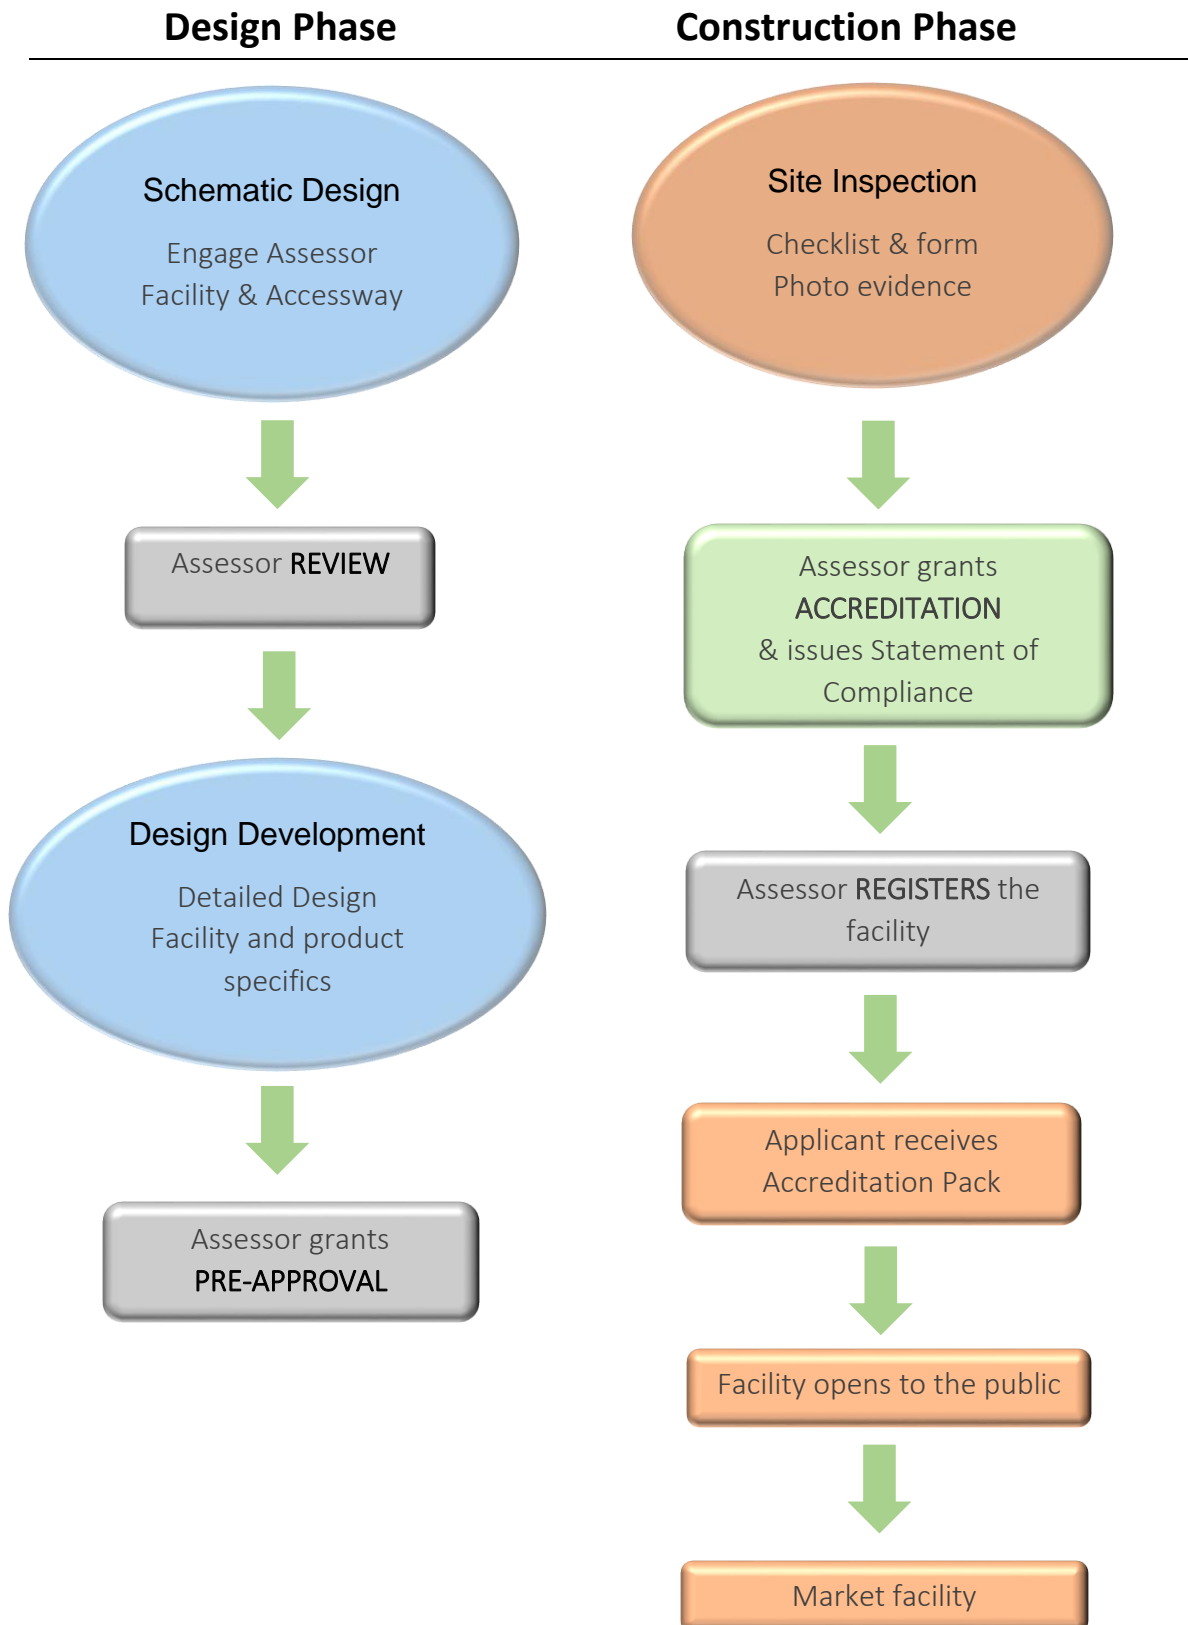 Design Phase
Construction Phase
Schematic Design
Engage Assessor
Facility & Accessway
Assessor REVIEW
Design Development
Detailed Design
Facility and product
specifics
Assessor grants
PRE-APPROVAL
Site Inspection
Checklist & form
Photo evidence
Assessor grants
ACCREDITATION
& issues Statement of
Compliance
Assessor REGISTERS the
facility
Applicant receives
Accreditation Pack
Facility opens to the public
Market facility